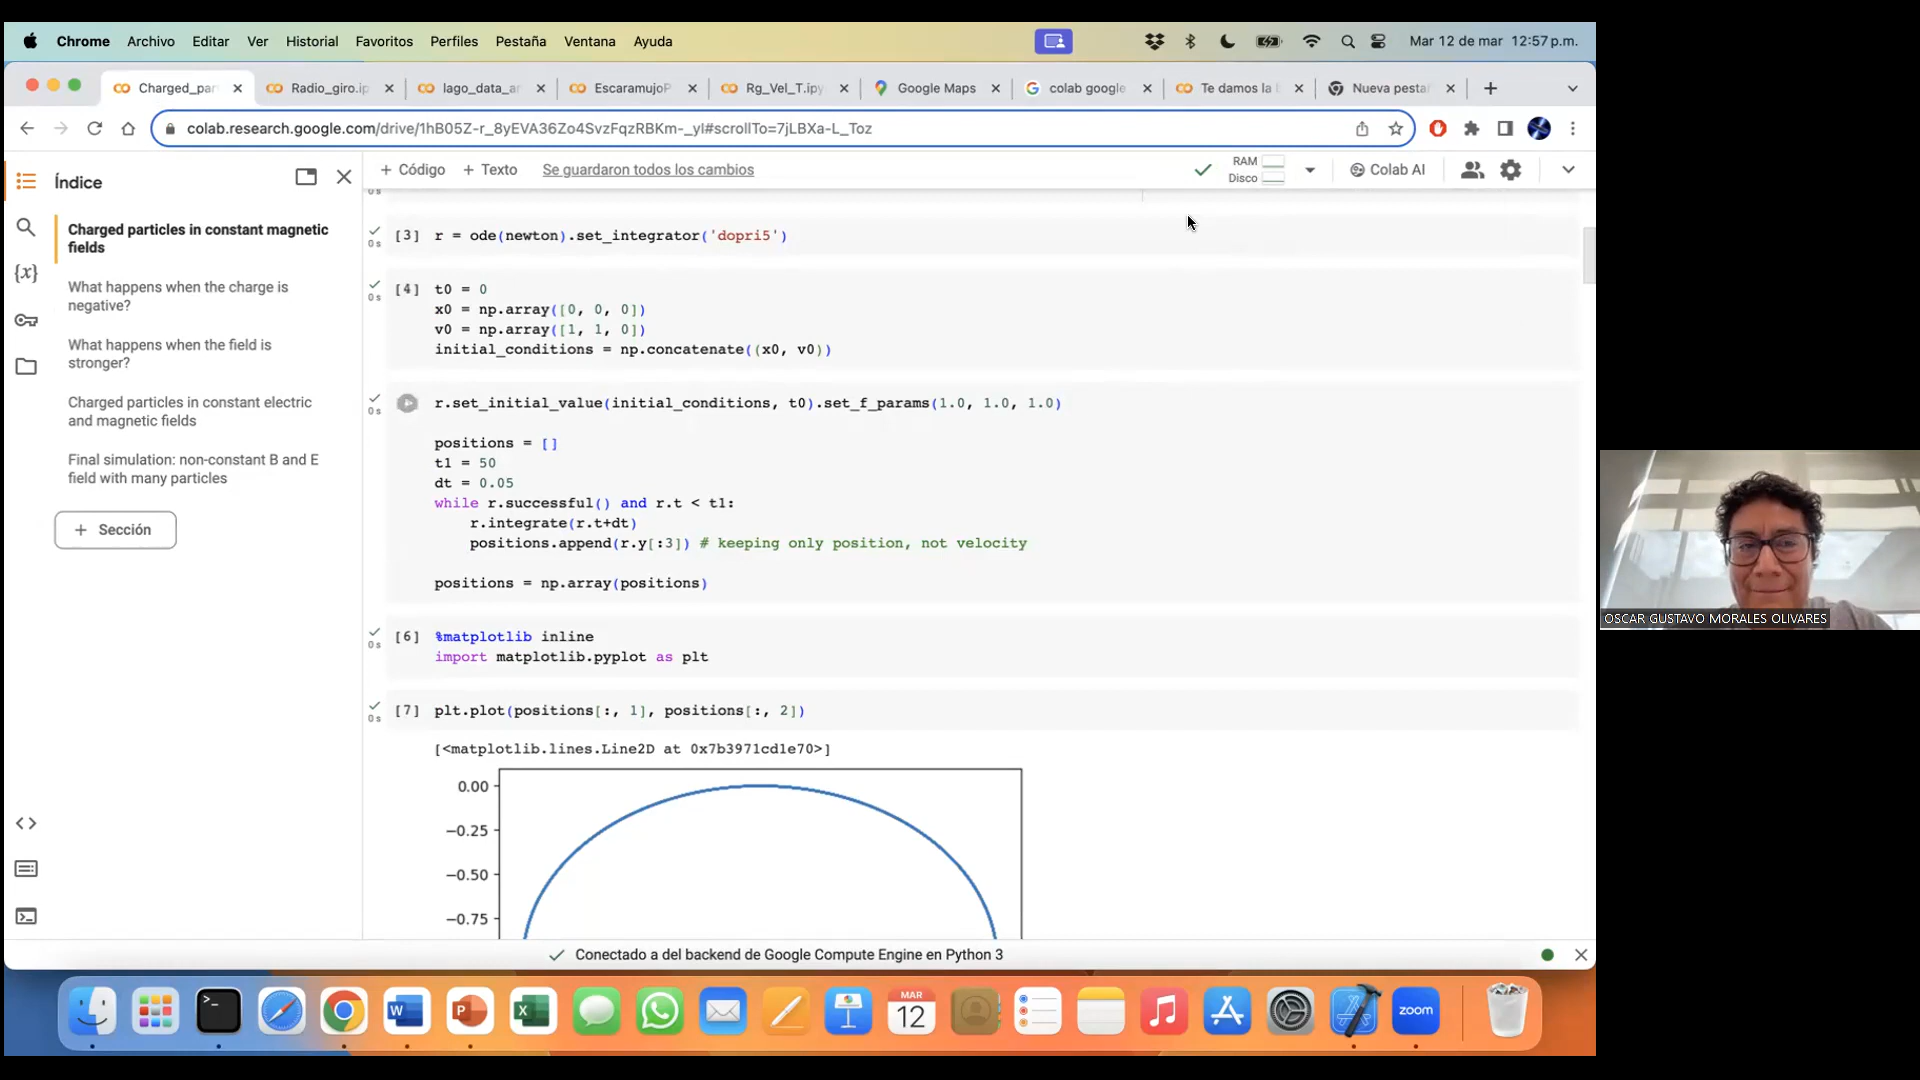 Chrome Archivo Editar Ver Historial Favoritos Perfiles Pestaña Ventana Ayuda
Mar 12 de mar 12:57 p.m.
Charged_par
Radio_giro.ip
lago_data_ar
EscaramujoP
Rg_Vel_T.ipy
Google Maps
colab google
Te damos la
Nueva pesta
colab.research.google.com/drive/1hB05Z-r_8yEVA36Zo4SvzFqzRBKm-_yl#scrollTo=7jLBXa-L_Toz
Índice
+ Código + Texto Se guardaron todos los cambios
RAM
Disco
Colab AI
Charged particles in constant magnetic
fields
What happens when the charge is
negative?
What happens when the field is
stronger?
Charged particles in constant electric
and magnetic fields
Final simulation: non-constant B and E
field with many particles
+ Sección
{x}
0s
[3] r = ode(newton).set_integrator('dopri5')
0s
[4] t0 = 0
0s
x0 = np.array([0, 0, 0])
v0 = np.array([1, 1, 0])
initial_conditions = np.concatenate((x0, v0))
r.set_initial_value(initial_conditions, t0).set_f_params(1.0, 1.0, 1.0)
0s
positions = []
t1 = 50
dt = 0.05
while r.successful() and r.t < t1:
r.integrate(r.t+dt)
positions.append(r.y[:3]) # keeping only position, not velocity
positions = np.array(positions)
[6] %matplotlib inline
0s
import matplotlib.pyplot as plt
[7] plt.plot(positions[:, 1], positions[:, 2])
0s
[<matplotlib.lines.Line2D at 0x7b3971cd1e70>]
0.00
−0.25
−0.50
−0.75
Conectado a del backend de Google Compute Engine en Python 3
MAR
12
zoom
OSCAR GUSTAVO MORALES OLIVARES